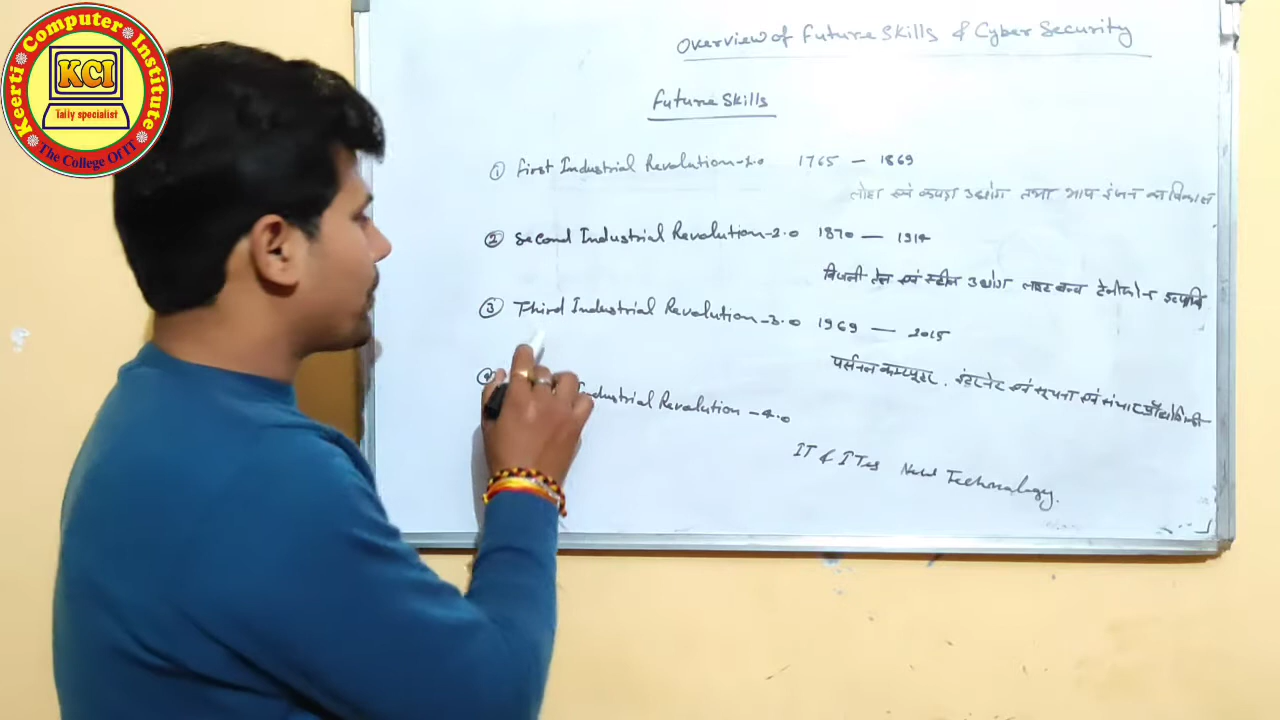 Keerti Computer Institute
KCI
Tally specialist
The College Of IT
Overview of Future Skills & Cyber Security
Future Skills
① First Industrial Revolution-1.0 1765 — 1869
लोहा एवं कपड़ा उद्योग तथा भाप इंजन का विकास
② Second Industrial Revolution-2.0 1870 — 1914
बिजली तेल एवं स्टील उद्योग लाइट बल्ब टेलीफोन इत्यादि
③ Third Industrial Revolution-3.0 1969 — 2015
पर्सनल कम्प्यूटर, इंटरनेट एवं सूचना एवं संचार
Industrial Revolution -4.0
IT & ITes New Technology.